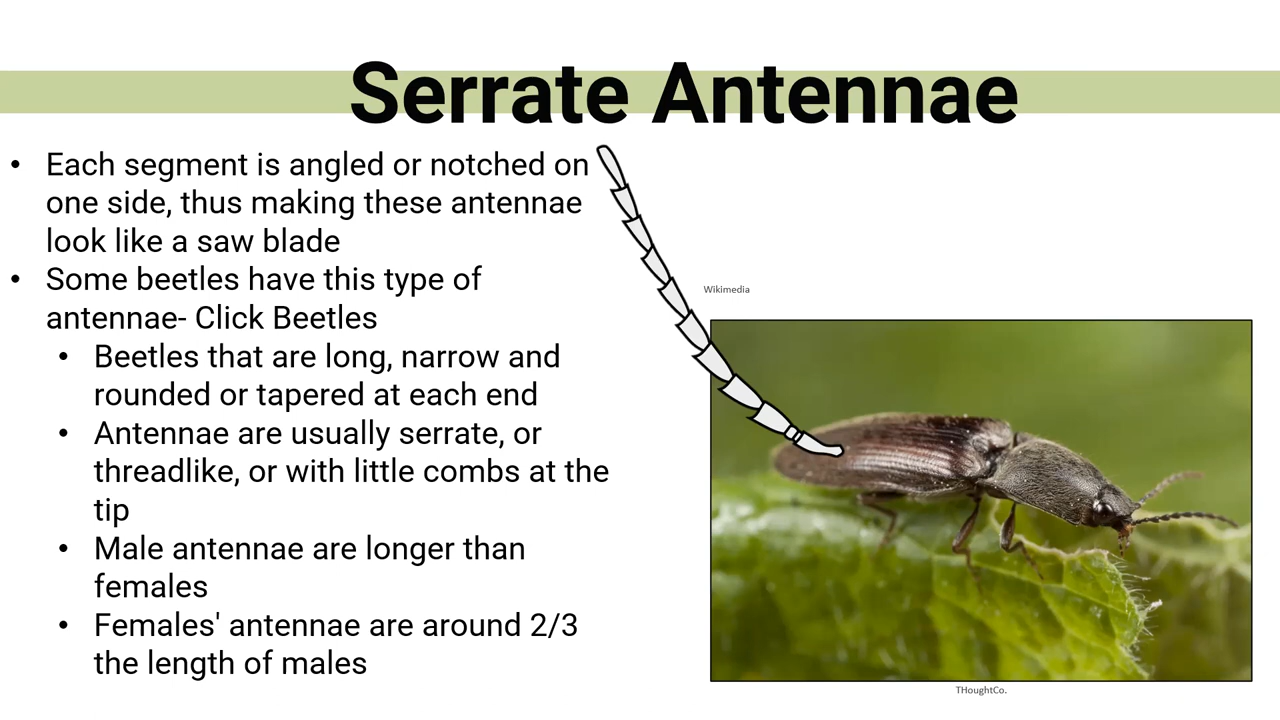 Serrate Antennae
• Each segment is angled or notched on
one side, thus making these antennae
look like a saw blade
• Some beetles have this type of
antennae- Click Beetles
• Beetles that are long, narrow and
rounded or tapered at each end
• Antennae are usually serrate, or
threadlike, or with little combs at the
tip
• Male antennae are longer than
females
• Females' antennae are around 2/3
the length of males
Wikimedia
THoughtCo.